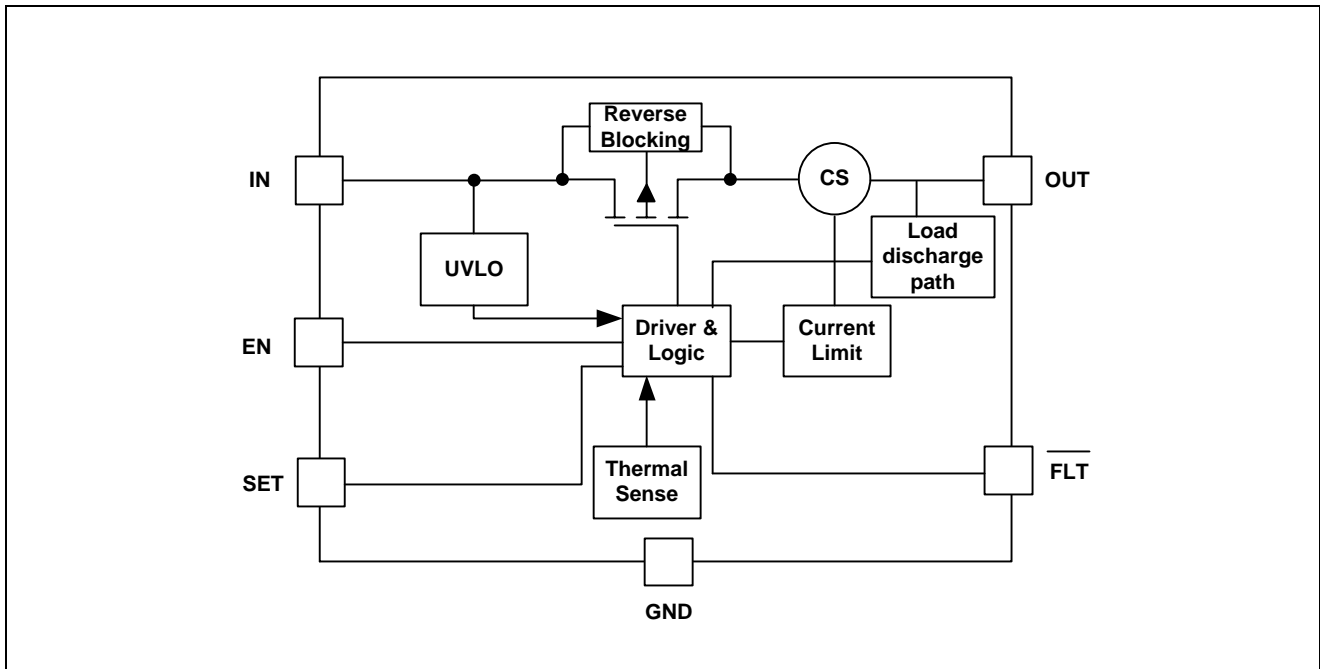 Reverse
Blocking
IN
CS
OUT
UVLO
Load
discharge
path
EN
Driver &
Logic
Current
Limit
SET
Thermal
Sense
FLT
GND